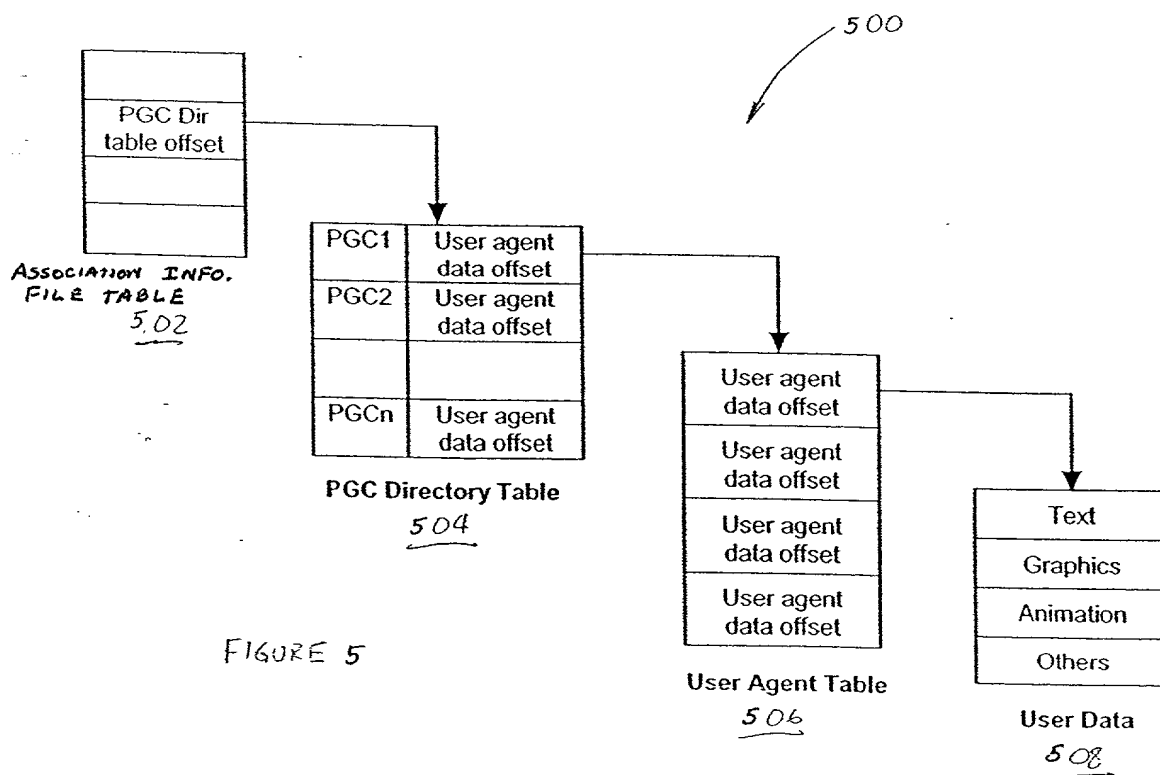 500
PGC Dir
table offset
ASSOCIATION INFO.
FILE TABLE
502
PGC1
User agent
data offset
PGC2
User agent
data offset
PGCn
User agent
data offset
PGC Directory Table
504
User agent
data offset
User agent
data offset
User agent
data offset
User agent
data offset
User Agent Table
506
Text
Graphics
Animation
Others
User Data
508
FIGURE 5